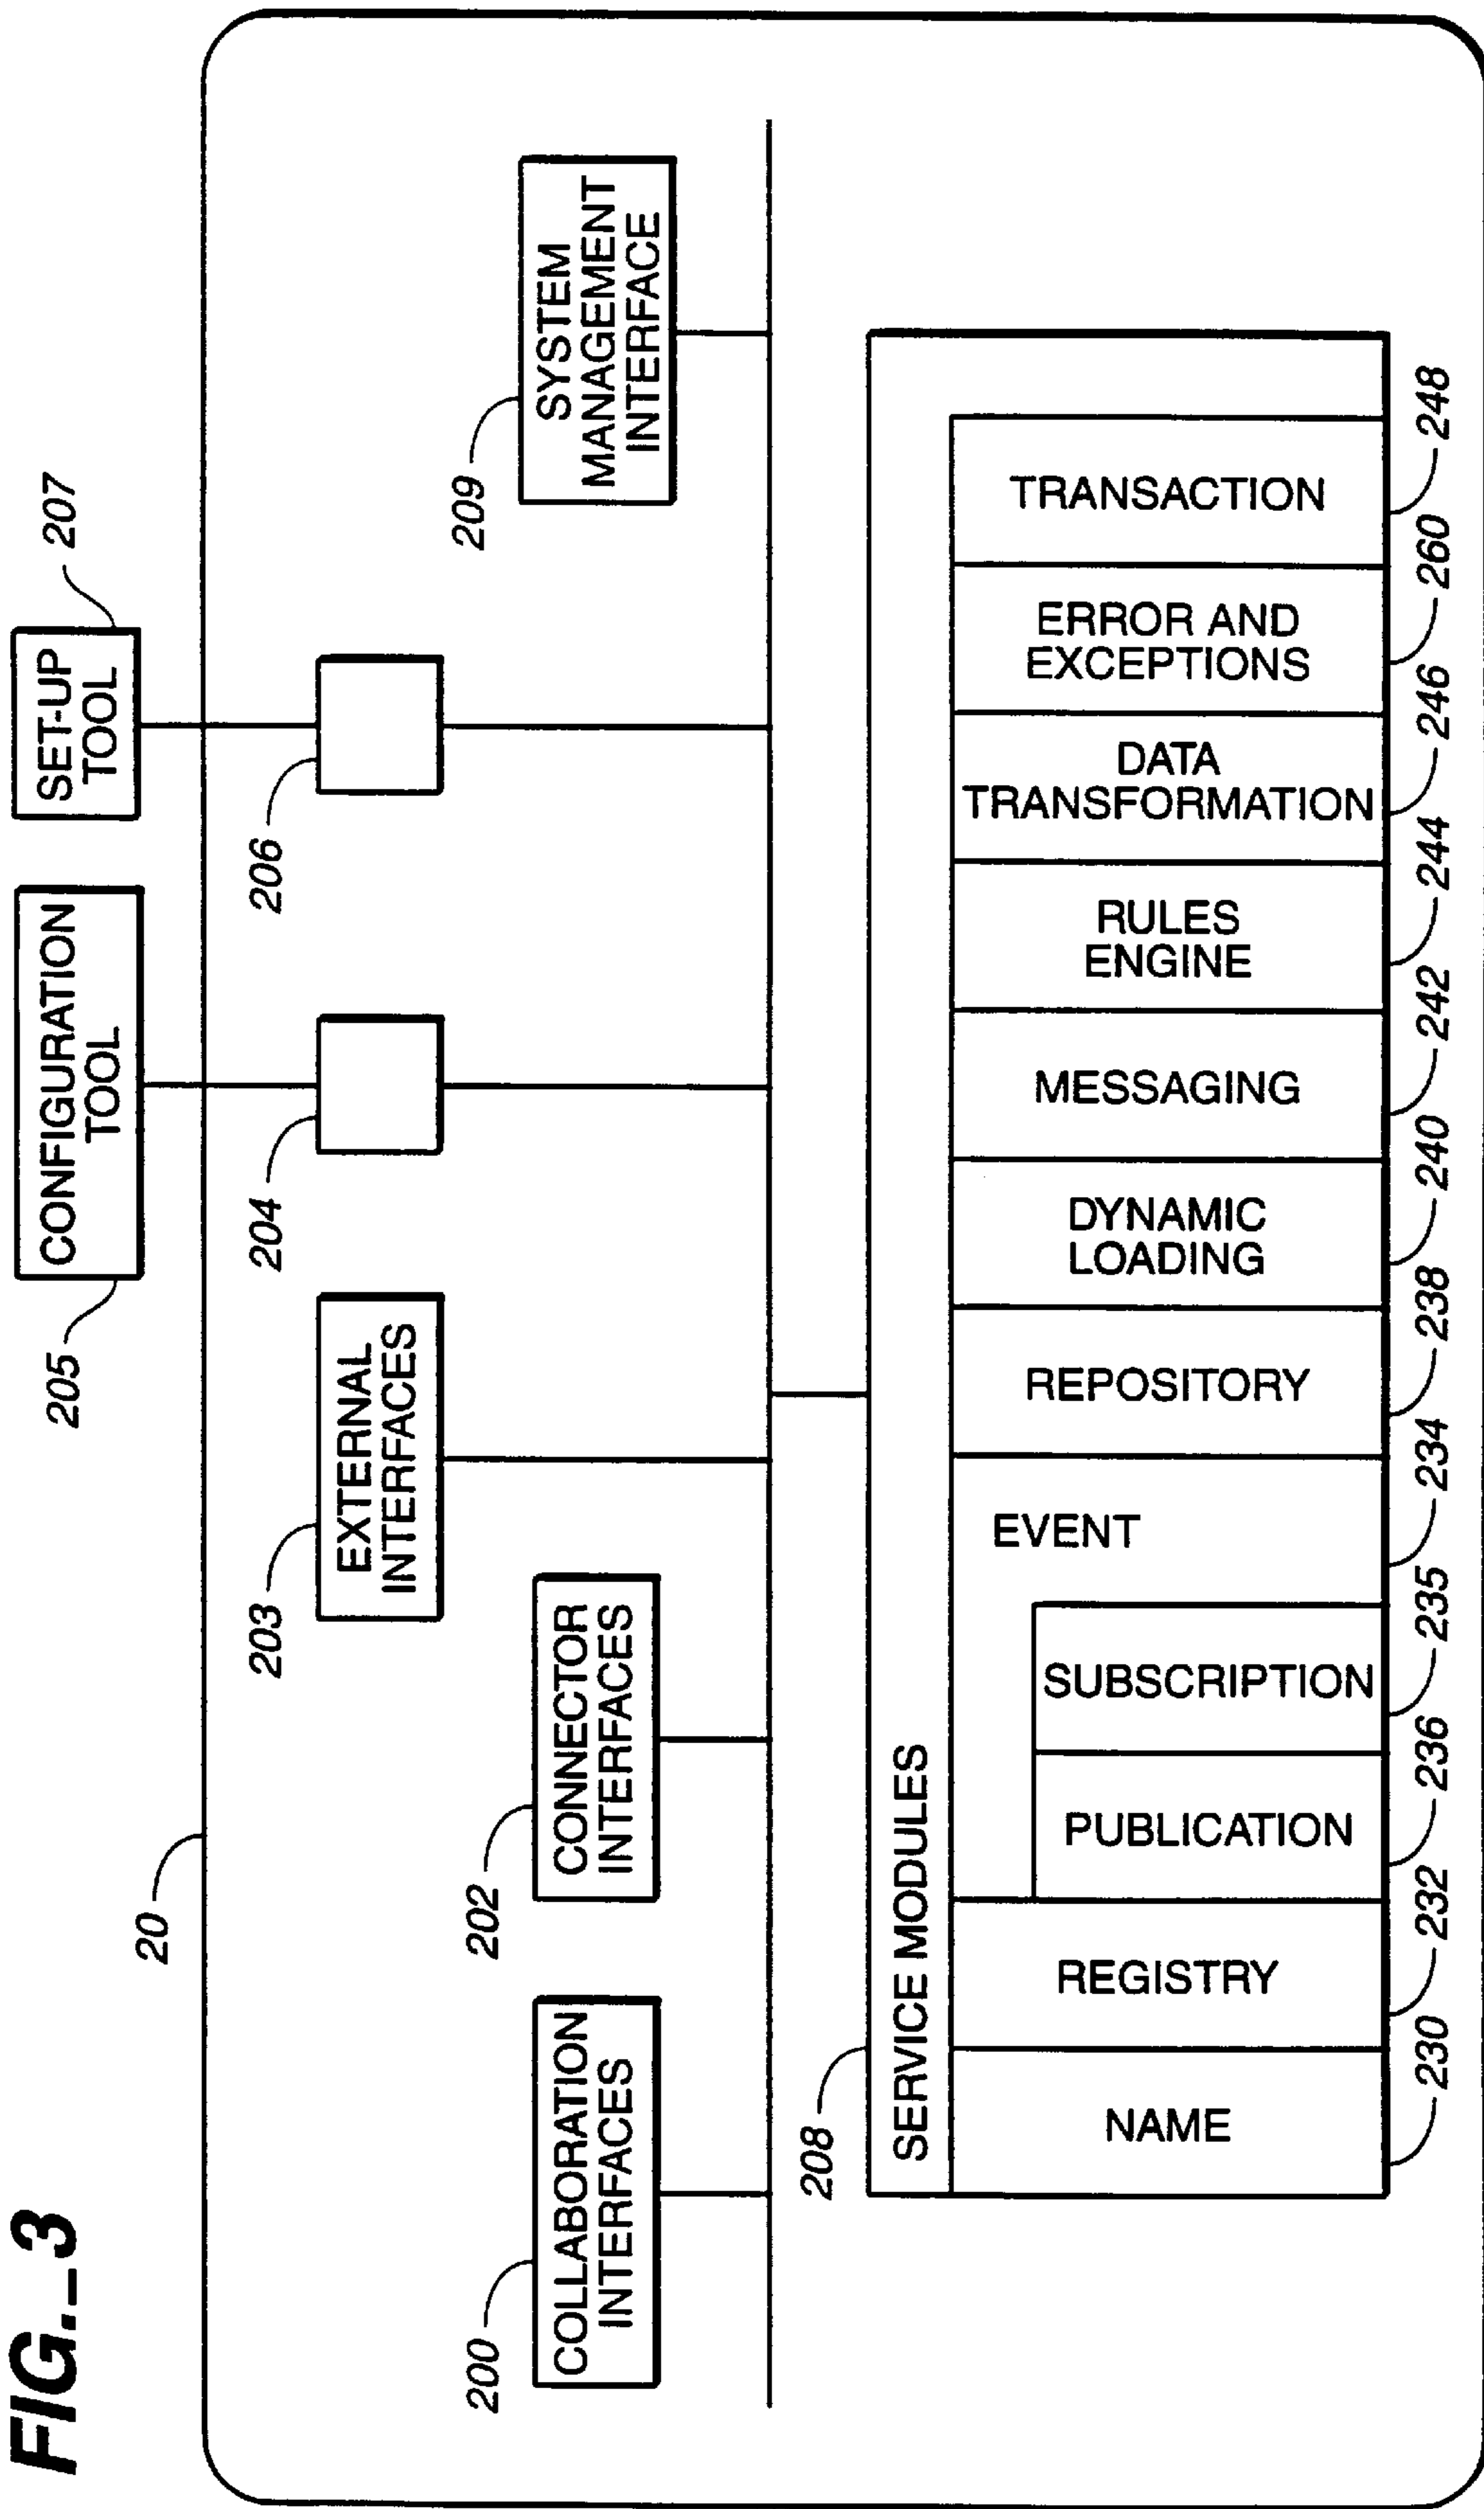 FIG._3
CONFIGURATION
TOOL
205
SET-UP
TOOL
207
20
203
EXTERNAL
INTERFACES
204
206
200
COLLABORATION
INTERFACES
202
CONNECTOR
INTERFACES
209
SYSTEM
MANAGEMENT
INTERFACE
208
SERVICE MODULES
NAME
REGISTRY
PUBLICATION
SUBSCRIPTION
EVENT
REPOSITORY
DYNAMIC
LOADING
MESSAGING
RULES
ENGINE
DATA
TRANSFORMATION
ERROR AND
EXCEPTIONS
TRANSACTION
230
232
236
235
234
238
240
242
244
246
260
248